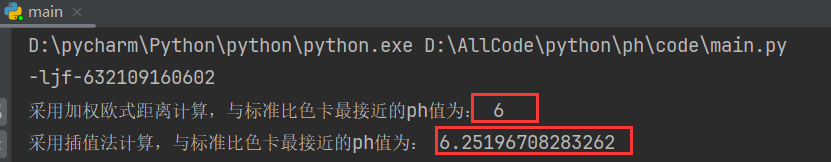 main
D:\pycharm\Python\python\python.exe D:\AllCode\python\ph\code\main.py
-ljf-632109160602
采用加权欧式距离计算，与标准比色卡最接近的ph值为： 6
采用插值法计算，与标准比色卡最接近的ph值为： 6.25196708283262